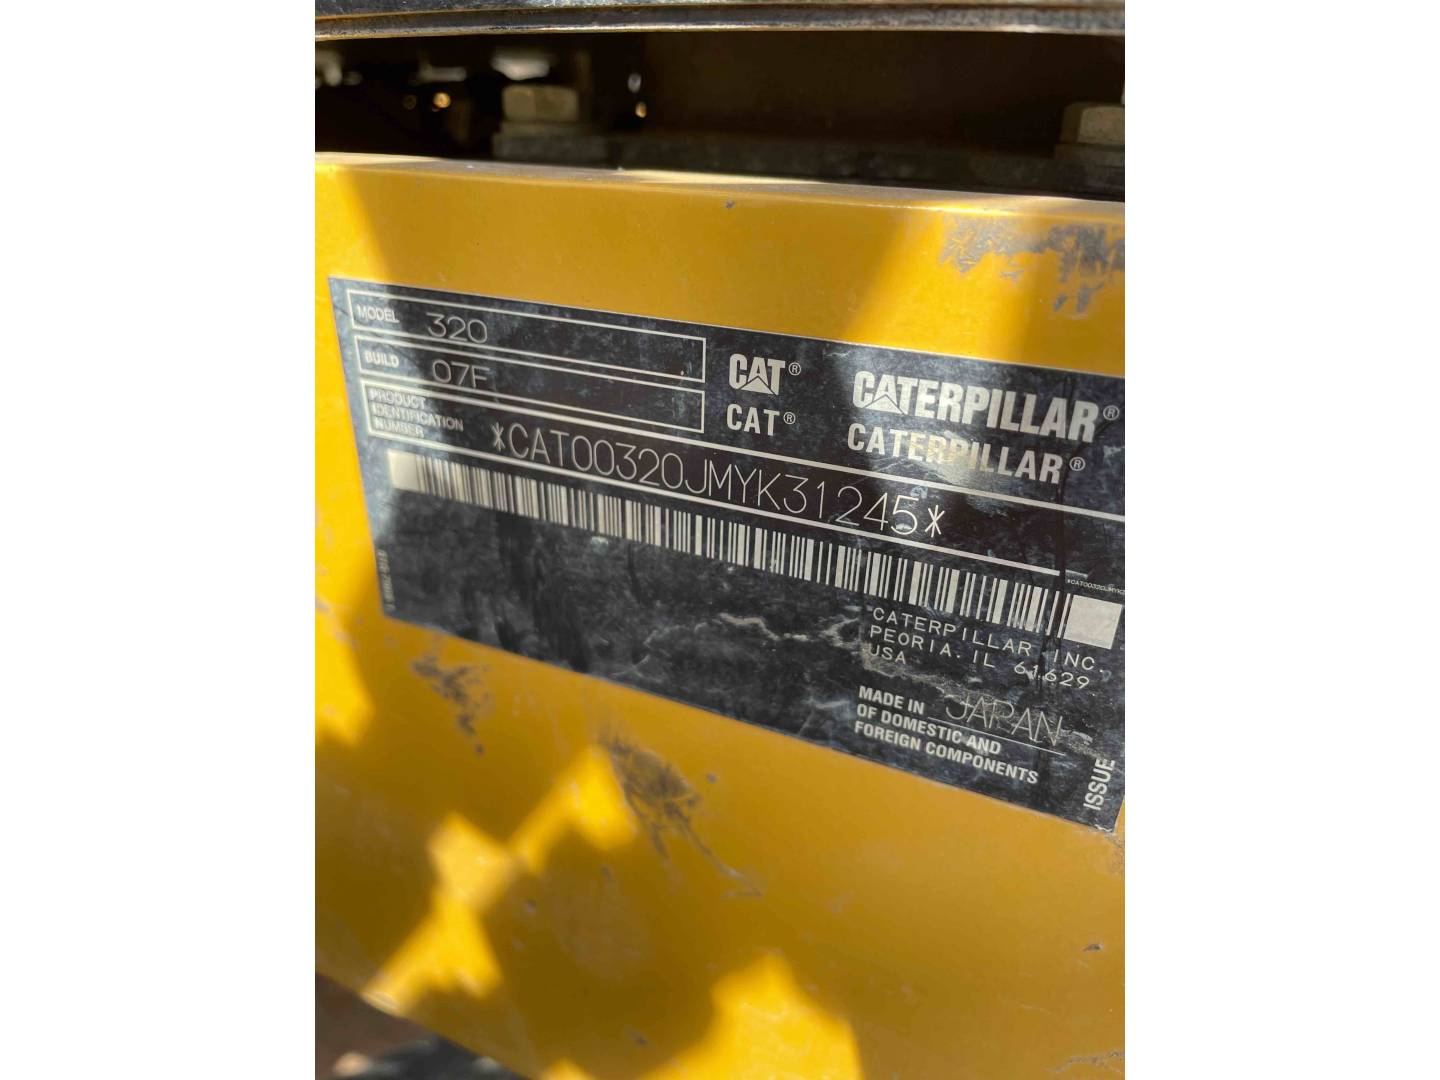 MODEL 320
BUILD 07F
PRODUCT
IDENTIFICATION
NUMBER
*CAT00320JMYK31245*
CAT® CATERPILLAR®
CAT® CATERPILLAR®
CATERPILLAR INC.
PEORIA, IL 61629
USA
MADE IN JAPAN
OF DOMESTIC AND
FOREIGN COMPONENTS
ISSUE